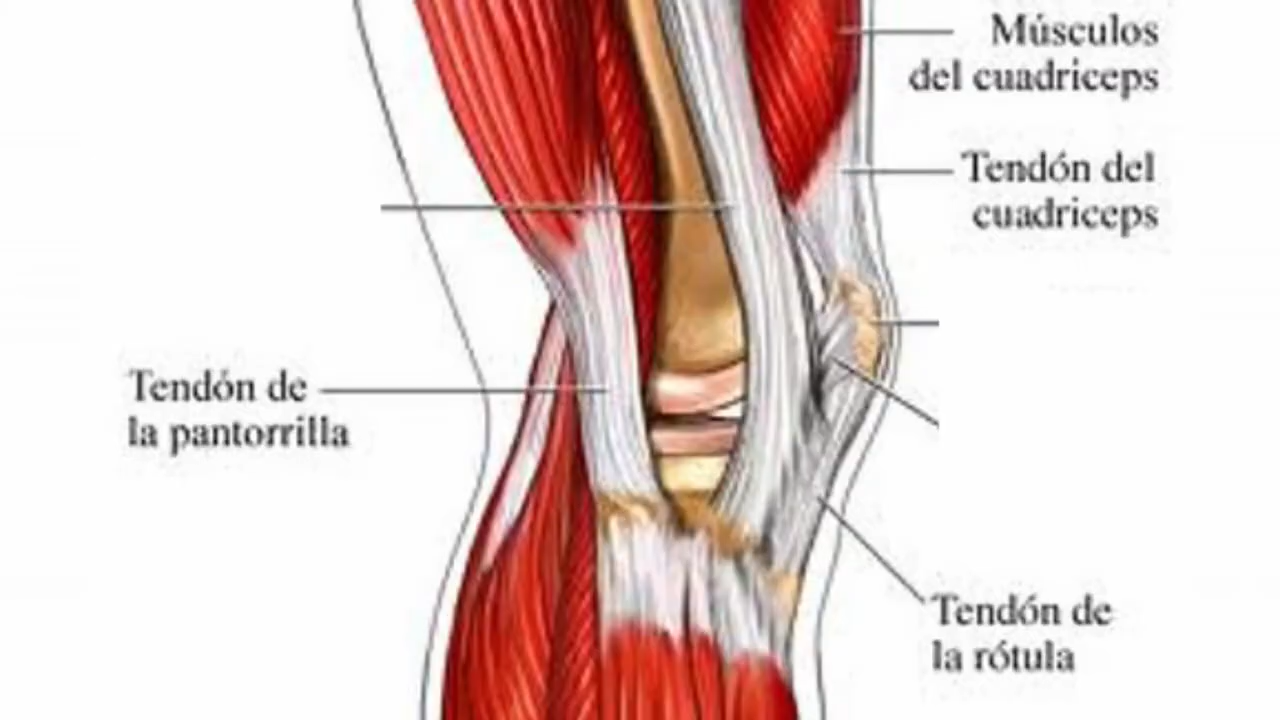 Músculos
del cuadriceps
Tendón del
cuadriceps
Tendón de
la pantorrilla
Tendón de
la rótula